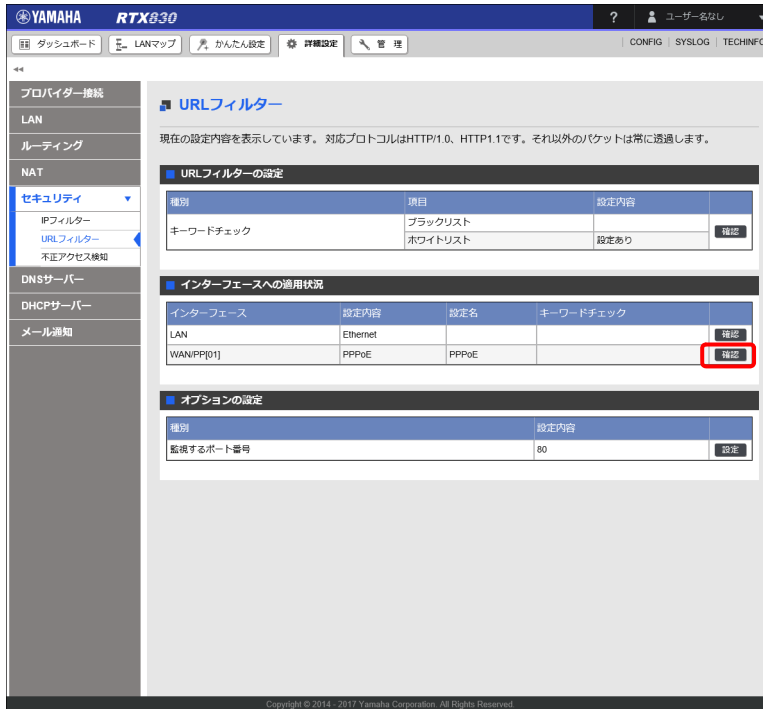 YAMAHA RTX830 ? ユーザー名なし
ダッシュボード LANマップ かんたん設定 詳細設定 管 理 CONFIG SYSLOG TECHINFO
プロバイダー接続
LAN
ルーティング
NAT
セキュリティ
IPフィルター
URLフィルター
不正アクセス検知
DNSサーバー
DHCPサーバー
メール通知
URLフィルター
現在の設定内容を表示しています。 対応プロトコルはHTTP/1.0、HTTP1.1です。それ以外のパケットは常に透過します。
URLフィルターの設定
種別 項目 設定内容
キーワードチェック ブラックリスト 確認
ホワイトリスト 設定あり
インターフェースへの適用状況
インターフェース 設定内容 設定名 キーワードチェック
LAN Ethernet 確認
WAN/PP[01] PPPoE PPPoE 確認
オプションの設定
種別 設定内容
監視するポート番号 80 設定
Copyright © 2014 - 2017 Yamaha Corporation. All Rights Reserved.